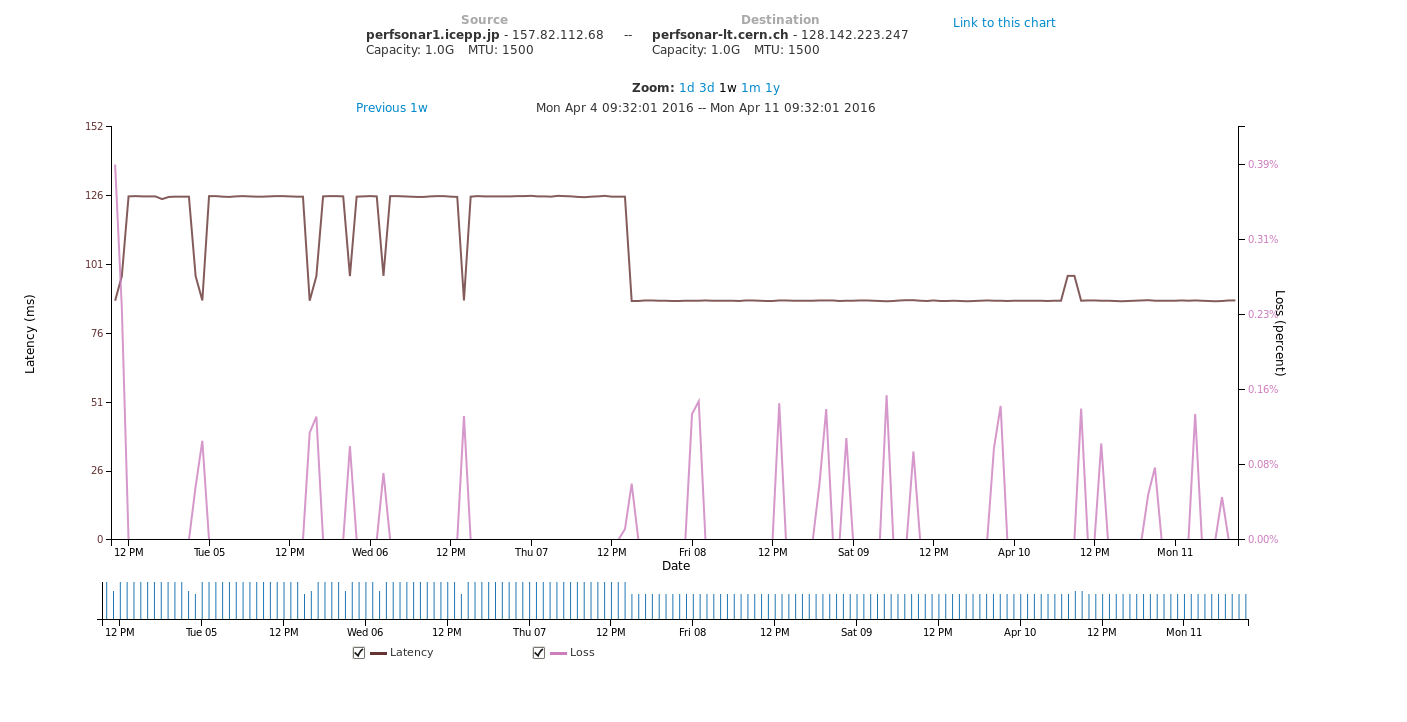 Source
Destination
Link to this chart
perfsonar1.icepp.jp - 157.82.112.68 -- perfsonar-lt.cern.ch - 128.142.223.247
Capacity: 1.0G MTU: 1500 Capacity: 1.0G MTU: 1500
Zoom: 1d 3d 1w 1m 1y
Previous 1w
Mon Apr 4 09:32:01 2016 -- Mon Apr 11 09:32:01 2016
152
126
101
76
51
26
0
Latency (ms)
0.39%
0.31%
0.23%
0.16%
0.08%
0.00%
Loss (percent)
12 PM Tue 05 12 PM Wed 06 12 PM Thu 07 12 PM Fri 08 12 PM Sat 09 12 PM Apr 10 12 PM Mon 11
Date
12 PM Tue 05 12 PM Wed 06 12 PM Thu 07 12 PM Fri 08 12 PM Sat 09 12 PM Apr 10 12 PM Mon 11
Latency Loss